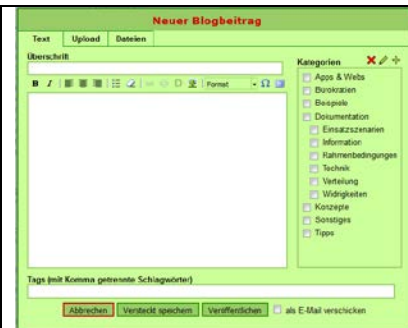 Neuer Blogbeitrag
Text Upload Dateien
Überschrift
B I Format Ω
Kategorien
Apps & Webs
Bürokratien
Beispiele
Dokumentation
Einsatzszenarien
Information
Rahmenbedingungen
Technik
Verteilung
Widrigkeiten
Konzepte
Sonstiges
Tipps
Tags (mit Komma getrennte Schlagwörter)
Abbrechen Versteckt speichern Veröffentlichen als E-Mail verschicken